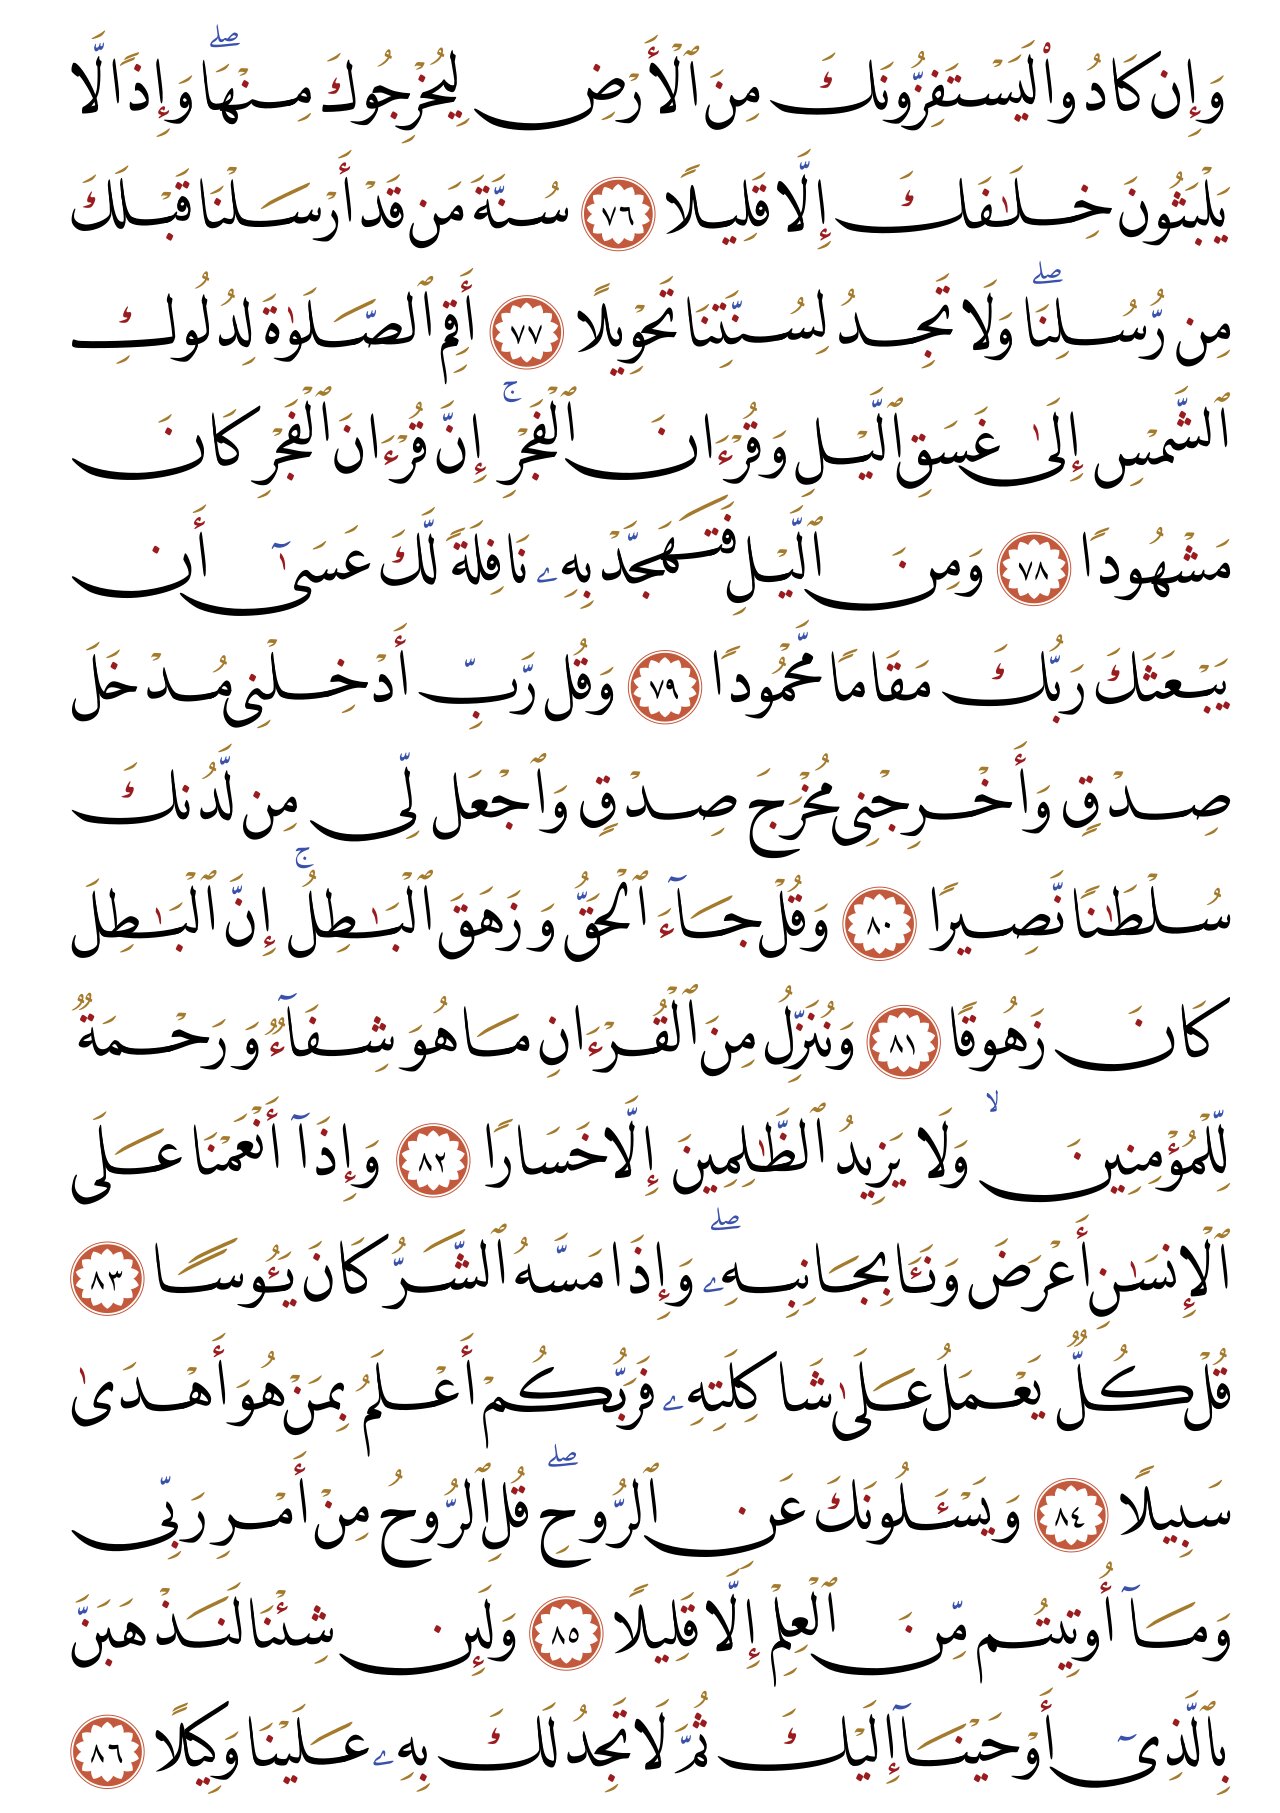 وَإِن كَادُوا۟ لَيَسْتَفِزُّونَكَ مِنَ ٱلْأَرْضِ لِيُخْرِجُوكَ مِنْهَا ۖ وَإِذًا لَّا
يَلْبَثُونَ خِلَـٰفَكَ إِلَّا قَلِيلًا ٧٦ سُنَّةَ مَن قَدْ أَرْسَلْنَا قَبْلَكَ
مِن رُّسُلِنَا ۖ وَلَا تَجِدُ لِسُنَّتِنَا تَحْوِيلًا ٧٧ أَقِمِ ٱلصَّلَوٰةَ لِدُلُوكِ
ٱلشَّمْسِ إِلَىٰ غَسَقِ ٱلَّيْلِ وَقُرْءَانَ ٱلْفَجْرِ ۖۚ إِنَّ قُرْءَانَ ٱلْفَجْرِ كَانَ
مَشْهُودًا ٧٨ وَمِنَ ٱلَّيْلِ فَتَهَجَّدْ بِهِۦ نَافِلَةً لَّكَ عَسَىٰٓ أَن
يَبْعَثَكَ رَبُّكَ مَقَامًا مَّحْمُودًا ٧٩ وَقُل رَّبِّ أَدْخِلْنِى مُدْخَلَ
صِدْقٍ وَأَخْرِجْنِى مُخْرَجَ صِدْقٍ وَٱجْعَل لِّى مِن لَّدُنكَ
سُلْطَـٰنًا نَّصِيرًا ٨٠ وَقُلْ جَآءَ ٱلْحَقُّ وَزَهَقَ ٱلْبَـٰطِلُ ۚ إِنَّ ٱلْبَـٰطِلَ
كَانَ زَهُوقًا ٨١ وَنُنَزِّلُ مِنَ ٱلْقُرْءَانِ مَا هُوَ شِفَآءٌ وَرَحْمَةٌ
لِّلْمُؤْمِنِينَ ۙ وَلَا يَزِيدُ ٱلظَّـٰلِمِينَ إِلَّا خَسَارًا ٨٢ وَإِذَآ أَنْعَمْنَا عَلَى
ٱلْإِنسَـٰنِ أَعْرَضَ وَنَـَٔا بِجَانِبِهِۦ ۖ وَإِذَا مَسَّهُ ٱلشَّرُّ كَانَ يَـُٔوسًا ٨٣
قُلْ كُلٌّ يَعْمَلُ عَلَىٰ شَاكِلَتِهِۦ فَرَبُّكُمْ أَعْلَمُ بِمَنْ هُوَ أَهْدَىٰ
سَبِيلًا ٨٤ وَيَسْـَٔلُونَكَ عَنِ ٱلرُّوحِ ۖ قُلِ ٱلرُّوحُ مِنْ أَمْرِ رَبِّى
وَمَآ أُوتِيتُم مِّنَ ٱلْعِلْمِ إِلَّا قَلِيلًا ٨٥ وَلَئِن شِئْنَا لَنَذْهَبَنَّ
بِٱلَّذِىٓ أَوْحَيْنَآ إِلَيْكَ ثُمَّ لَا تَجِدُ لَكَ بِهِۦ عَلَيْنَا وَكِيلًا ٨٦